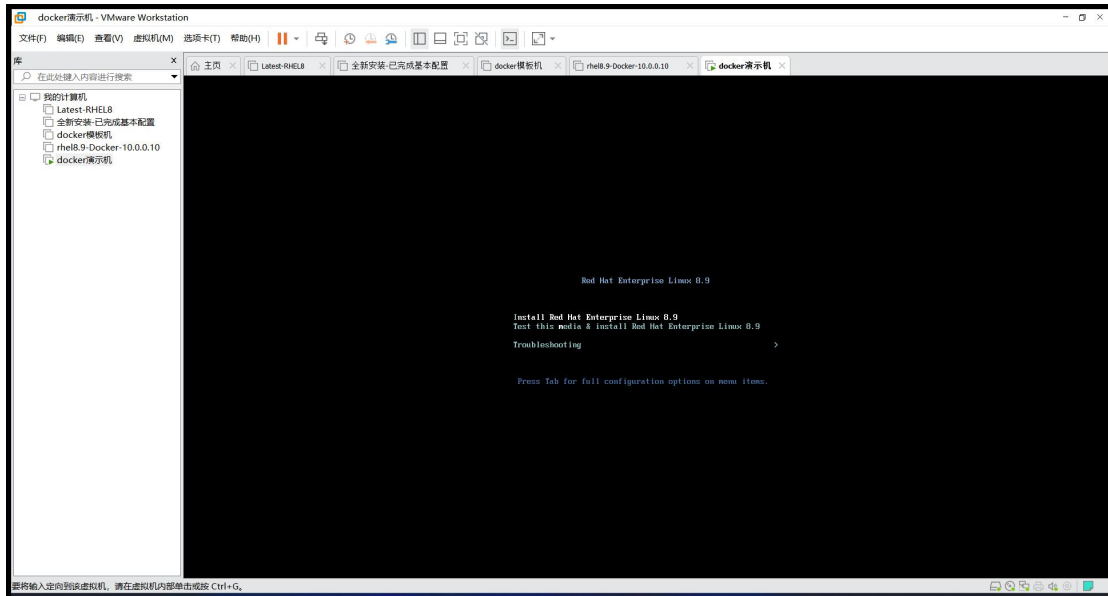 docker演示机 - VMware Workstation
文件(F) 编辑(E) 查看(V) 虚拟机(M) 选项卡(T) 帮助(H)
库
在此处键入内容进行搜索
主页
Latest-RHEL8
全新安装-已完成基本配置
docker模板机
rhel8.9-Docker-10.0.0.10
docker演示机
我的计算机
Latest-RHEL8
全新安装-已完成基本配置
docker模板机
rhel8.9-Docker-10.0.0.10
docker演示机
Red Hat Enterprise Linux 8.9
Install Red Hat Enterprise Linux 8.9
Test this media & install Red Hat Enterprise Linux 8.9
Troubleshooting >
Press Tab for full configuration options on menu items.
要将输入定向到该虚拟机，请在虚拟机内部单击或按 Ctrl+G。